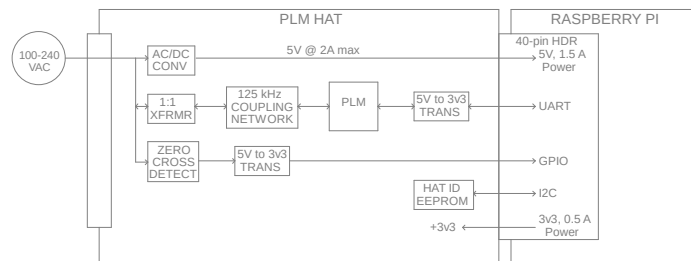 PLM HAT
RASPBERRY PI
100-240
VAC
AC/DC
CONV
5V @ 2A max
40-pin HDR
5V, 1.5 A
Power
1:1
XFRMR
125 kHz
COUPLING
NETWORK
PLM
5V to 3v3
TRANS
UART
ZERO
CROSS
DETECT
5V to 3v3
TRANS
GPIO
HAT ID
EEPROM
I2C
+3v3
3v3, 0.5 A
Power